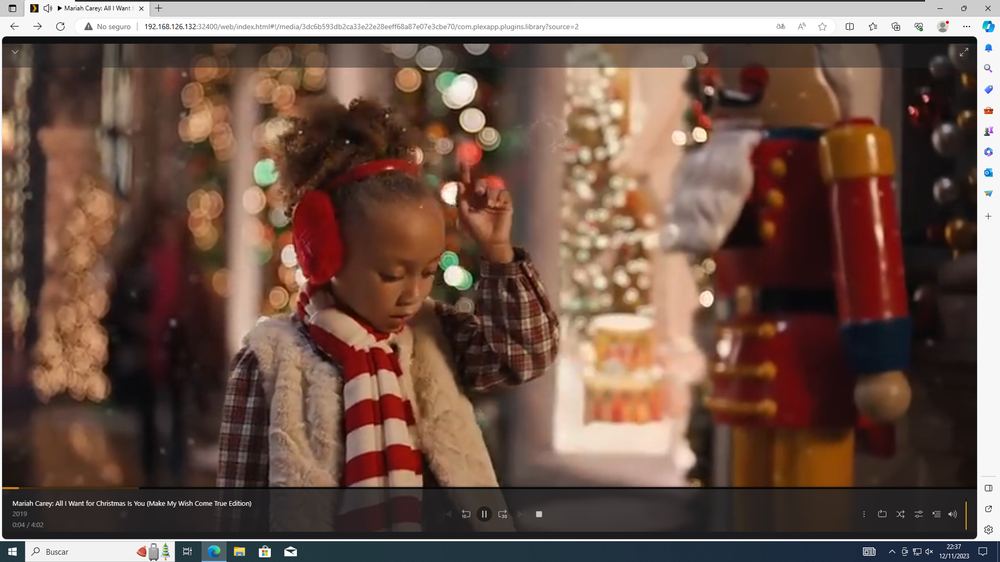 Mariah Carey: All I Want f
No seguro
192.168.126.132:32400/web/index.html#!/media/3dc6b593db2ca33e22e28eeff68a87e07e3cbe70/com.plexapp.plugins.library?source=2
Mariah Carey: All I Want for Christmas Is You (Make My Wish Come True Edition)
2019
0:04 / 4:02
10
30
Buscar
22:37
12/11/2023